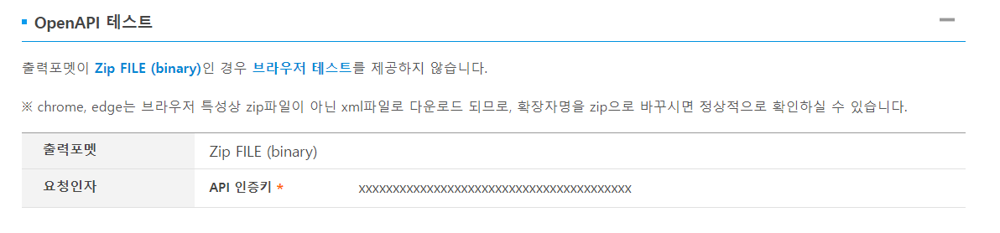 OpenAPI 테스트
출력포멧이 Zip FILE (binary)인 경우 브라우저 테스트를 제공하지 않습니다.
※ chrome, edge는 브라우저 특성상 zip파일이 아닌 xml파일로 다운로드 되므로, 확장자명을 zip으로 바꾸시면 정상적으로 확인하실 수 있습니다.
출력포멧 Zip FILE (binary)
요청인자 API 인증키 * xxxxxxxxxxxxxxxxxxxxxxxxxxxxxxxxxxxxxxxx